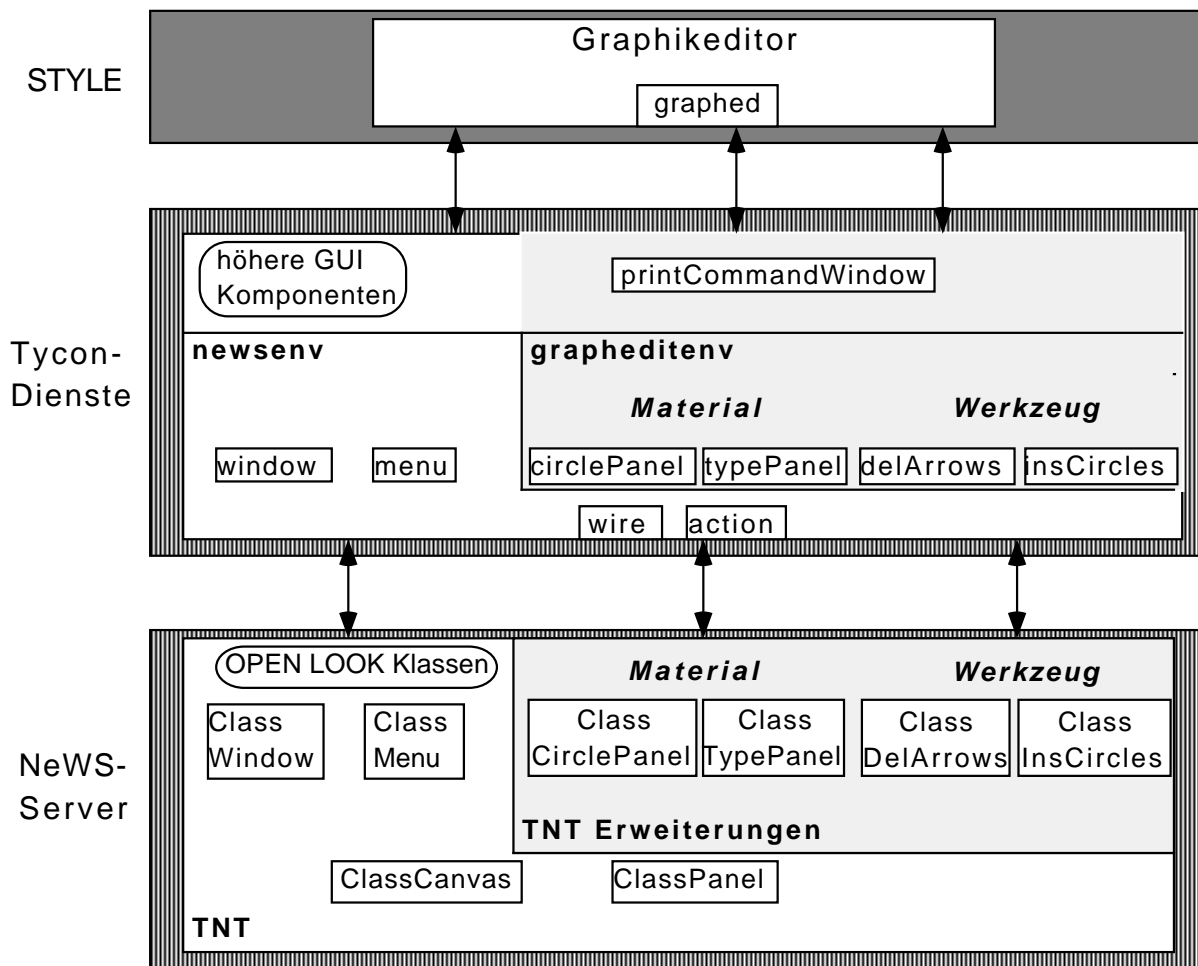 Graphikeditor
STYLE
graphed
höhere GUI
Komponenten
printCommandWindow
Tycon-
Dienste
newsenv
grapheditenv
Material
Werkzeug
window
menu
circlePanel
typePanel
delArrows
insCircles
wire
action
NeWS-
Server
OPEN LOOK Klassen
Material
Werkzeug
Class
Window
Class
Menu
Class
CirclePanel
Class
TypePanel
Class
DelArrows
Class
InsCircles
TNT Erweiterungen
ClassCanvas
ClassPanel
TNT